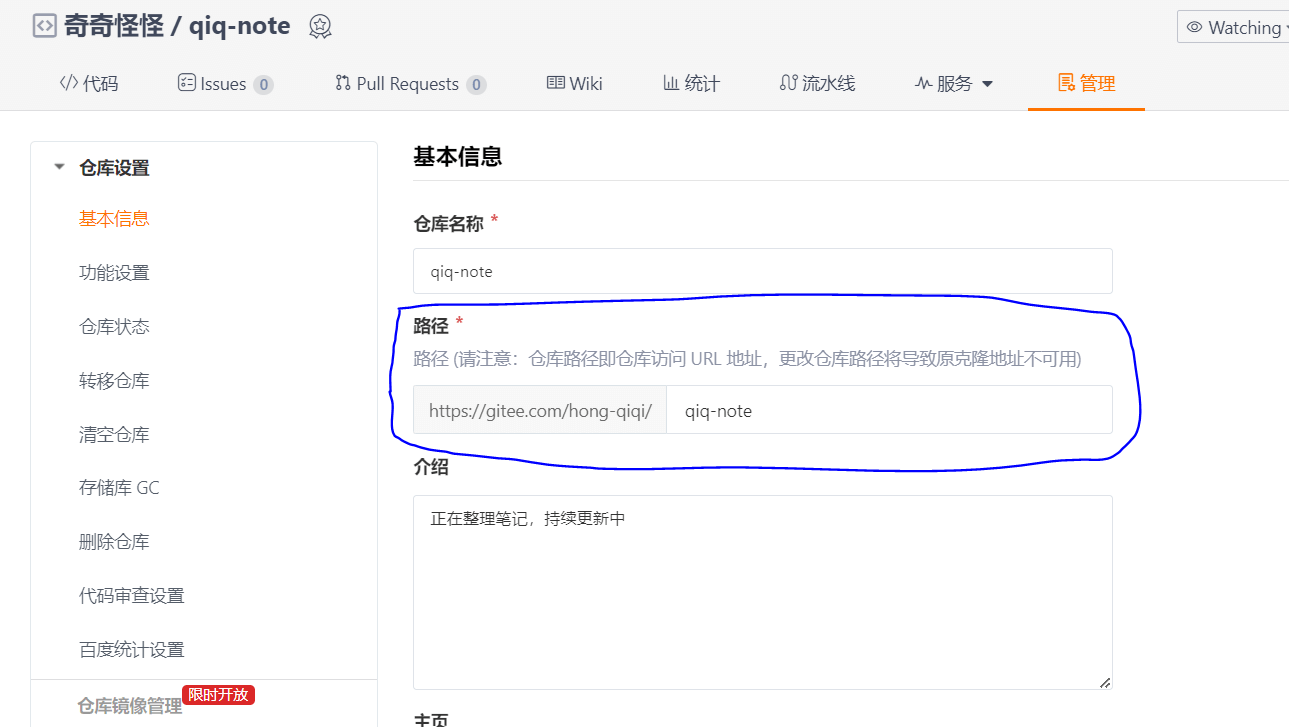 奇奇怪怪 / qiq-note
Watching
代码
Issues 0
Pull Requests 0
Wiki
统计
流水线
服务
管理
仓库设置
基本信息
功能设置
仓库状态
转移仓库
清空仓库
存储库 GC
删除仓库
代码审查设置
百度统计设置
仓库镜像管理 限时开放
基本信息
仓库名称 *
qiq-note
路径 *
路径 (请注意：仓库路径即仓库访问 URL 地址，更改仓库路径将导致原克隆地址不可用)
https://gitee.com/hong-qiqi/ qiq-note
介绍
正在整理笔记，持续更新中
主页